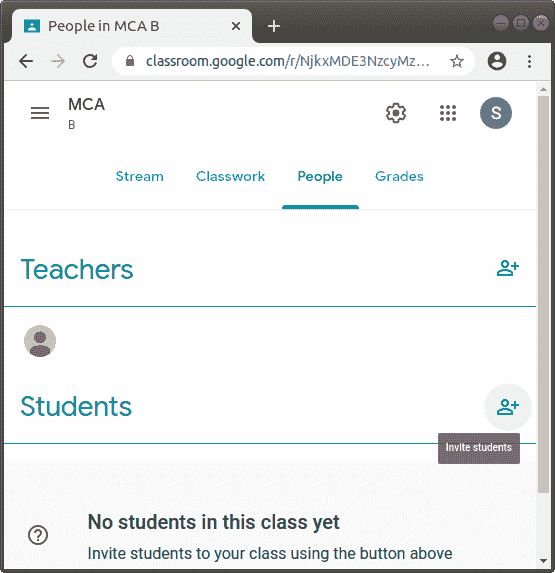 People in MCA B
classroom.google.com/r/NjkxMDE3NzcyMz...
MCA
B
S
Stream Classwork People Grades
Teachers
Students
Invite students
No students in this class yet
Invite students to your class using the button above